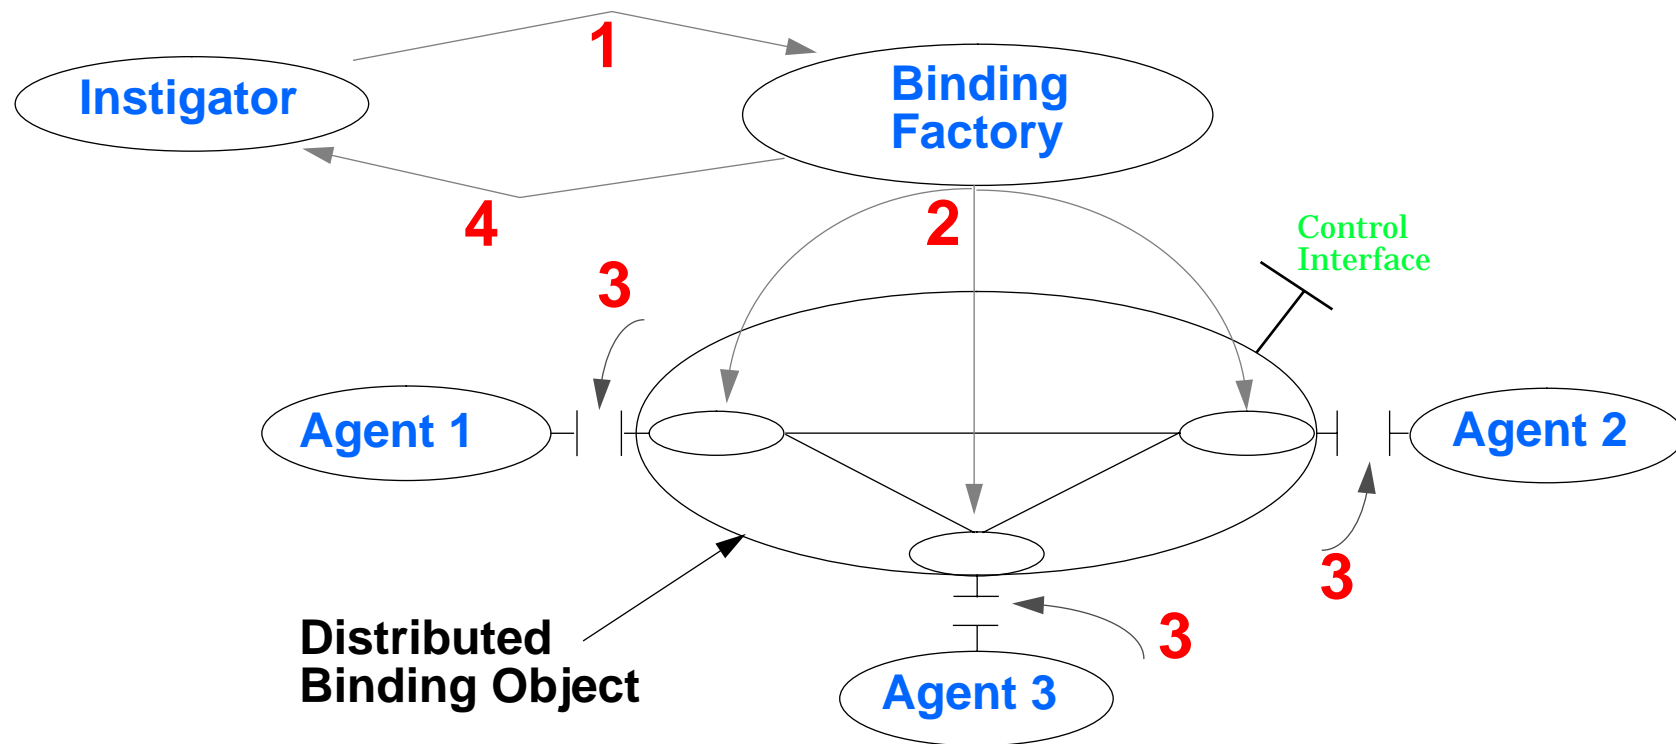 1
Instigator
Binding
Factory
4
2
Control
Interface
3
Agent 1
Agent 2
3
Distributed
Binding Object
3
Agent 3